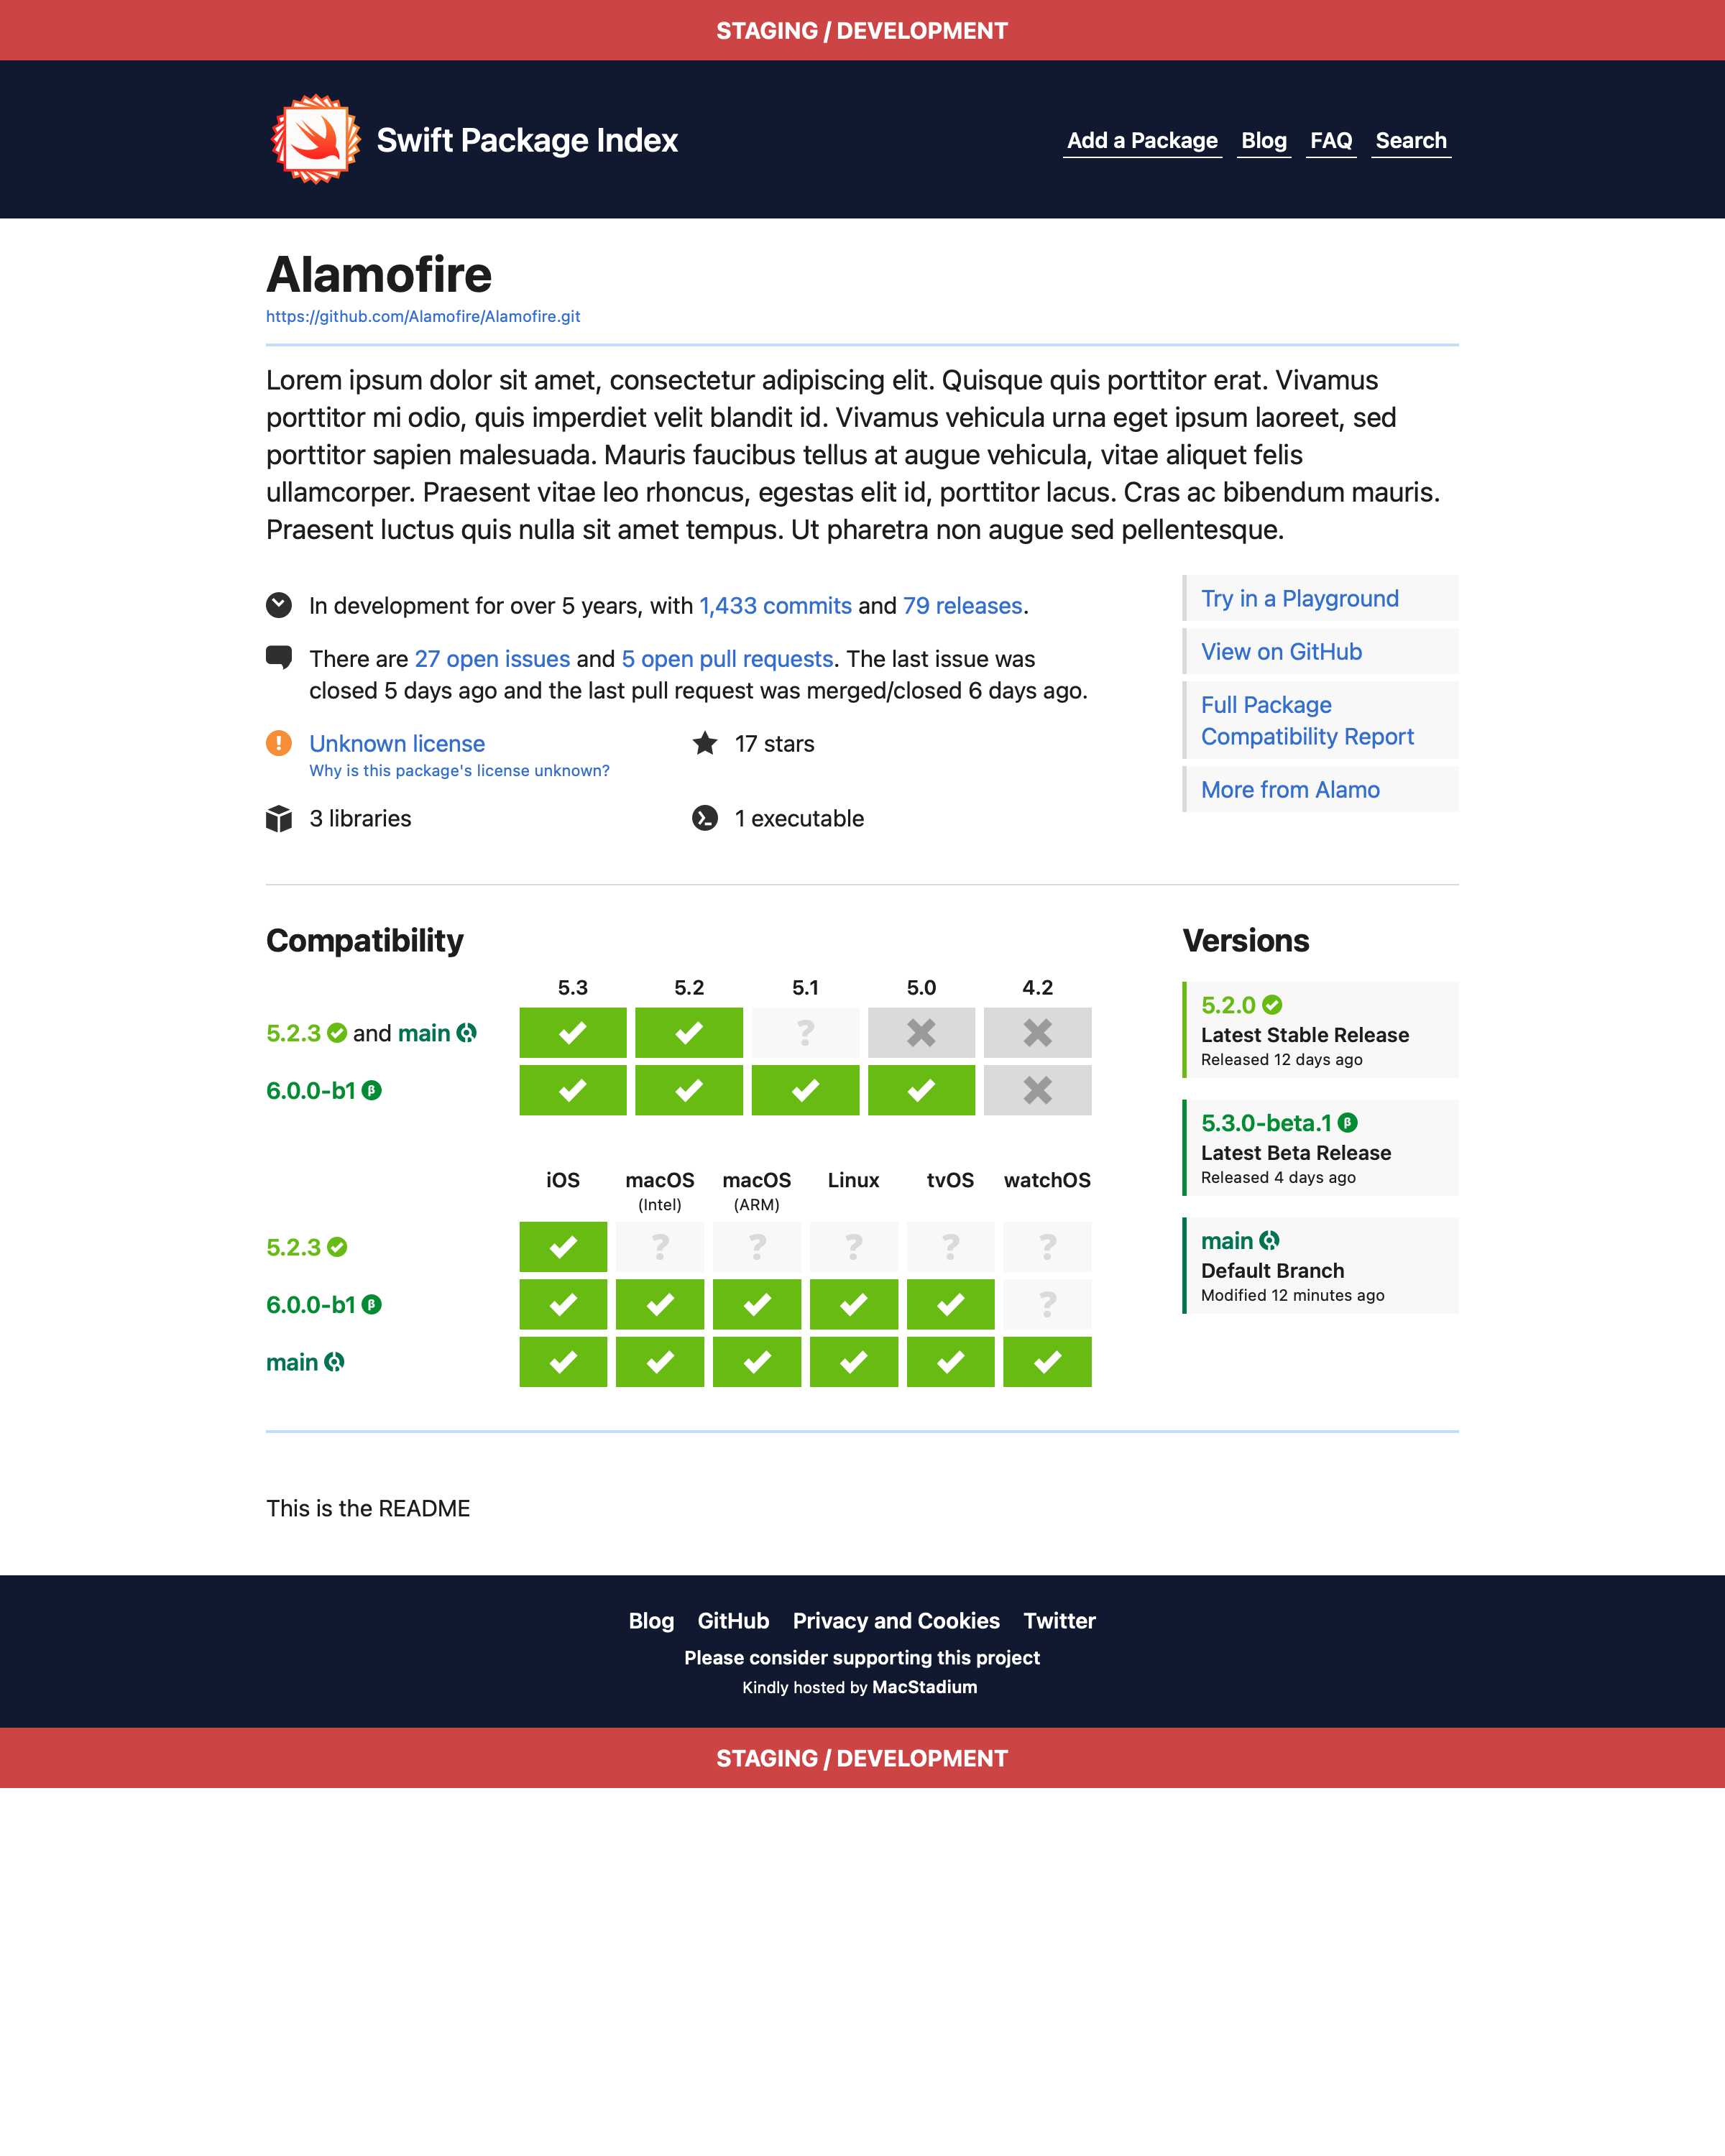 STAGING / DEVELOPMENT
Swift Package Index
Add a Package Blog FAQ Search
Alamofire
https://github.com/Alamofire/Alamofire.git
Lorem ipsum dolor sit amet, consectetur adipiscing elit. Quisque quis porttitor erat. Vivamus
porttitor mi odio, quis imperdiet velit blandit id. Vivamus vehicula urna eget ipsum laoreet, sed
porttitor sapien malesuada. Mauris faucibus tellus at augue vehicula, vitae aliquet felis
ullamcorper. Praesent vitae leo rhoncus, egestas elit id, porttitor lacus. Cras ac bibendum mauris.
Praesent luctus quis nulla sit amet tempus. Ut pharetra non augue sed pellentesque.
In development for over 5 years, with 1,433 commits and 79 releases.
There are 27 open issues and 5 open pull requests. The last issue was
closed 5 days ago and the last pull request was merged/closed 6 days ago.
Unknown license
Why is this package's license unknown?
17 stars
3 libraries
1 executable
Try in a Playground
View on GitHub
Full Package
Compatibility Report
More from Alamo
Compatibility
5.3 5.2 5.1 5.0 4.2
5.2.3 and main ?
6.0.0-b1 β
iOS macOS macOS Linux tvOS watchOS
(Intel) (ARM)
5.2.3 ? ? ? ? ?
6.0.0-b1 β ?
main
Versions
5.2.0
Latest Stable Release
Released 12 days ago
5.3.0-beta.1 β
Latest Beta Release
Released 4 days ago
main
Default Branch
Modified 12 minutes ago
This is the README
Blog GitHub Privacy and Cookies Twitter
Please consider supporting this project
Kindly hosted by MacStadium
STAGING / DEVELOPMENT